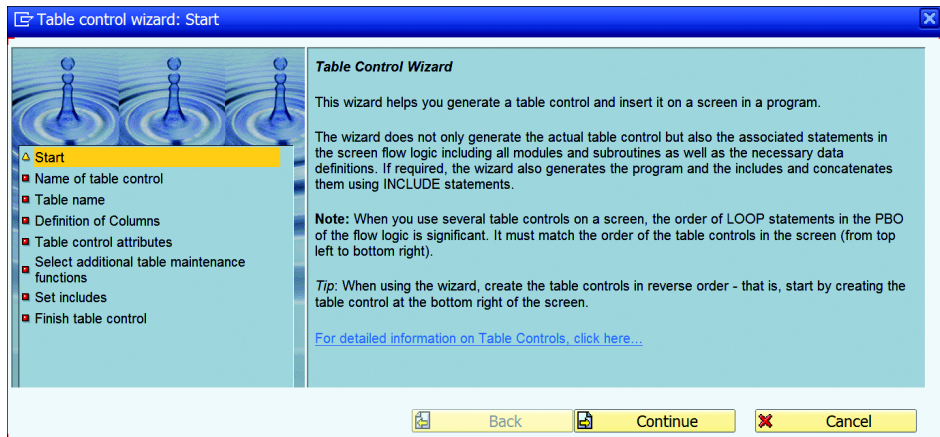 Table control wizard: Start
Start
Name of table control
Table name
Definition of Columns
Table control attributes
Select additional table maintenance
functions
Set includes
Finish table control
Table Control Wizard
This wizard helps you generate a table control and insert it on a screen in a program.
The wizard does not only generate the actual table control but also the associated statements in
the screen flow logic including all modules and subroutines as well as the necessary data
definitions. If required, the wizard also generates the program and the includes and concatenates
them using INCLUDE statements.
Note: When you use several table controls on a screen, the order of LOOP statements in the PBO
of the flow logic is significant. It must match the order of the table controls in the screen (from top
left to bottom right).
Tip: When using the wizard, create the table controls in reverse order - that is, start by creating the
table control at the bottom right of the screen.
For detailed information on Table Controls, click here...
Back
Continue
Cancel